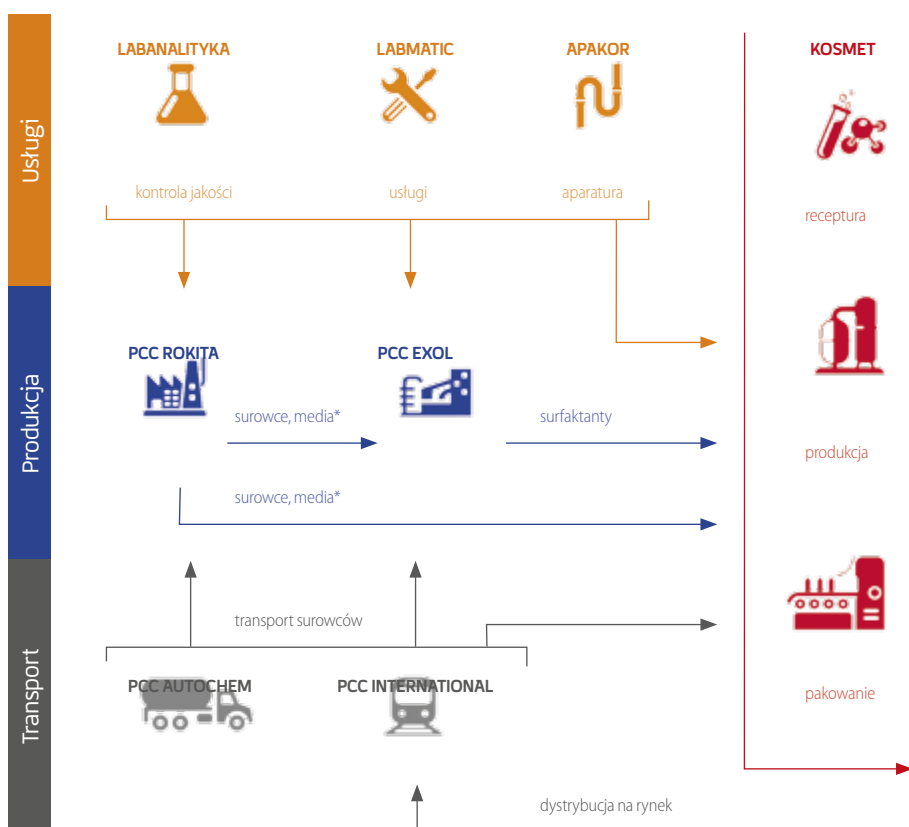 Usługi
LABANALITYKA
LABMATIC
APAKOR
KOSMET
kontrola jakości
usługi
aparatura
receptura
Produkcja
PCC ROKITA
PCC EXOL
surowce, media*
surfaktanty
produkcja
surowce, media*
Transport
transport surowców
PCC AUTOCHEM
PCC INTERNATIONAL
pakowanie
dystrybucja na rynek